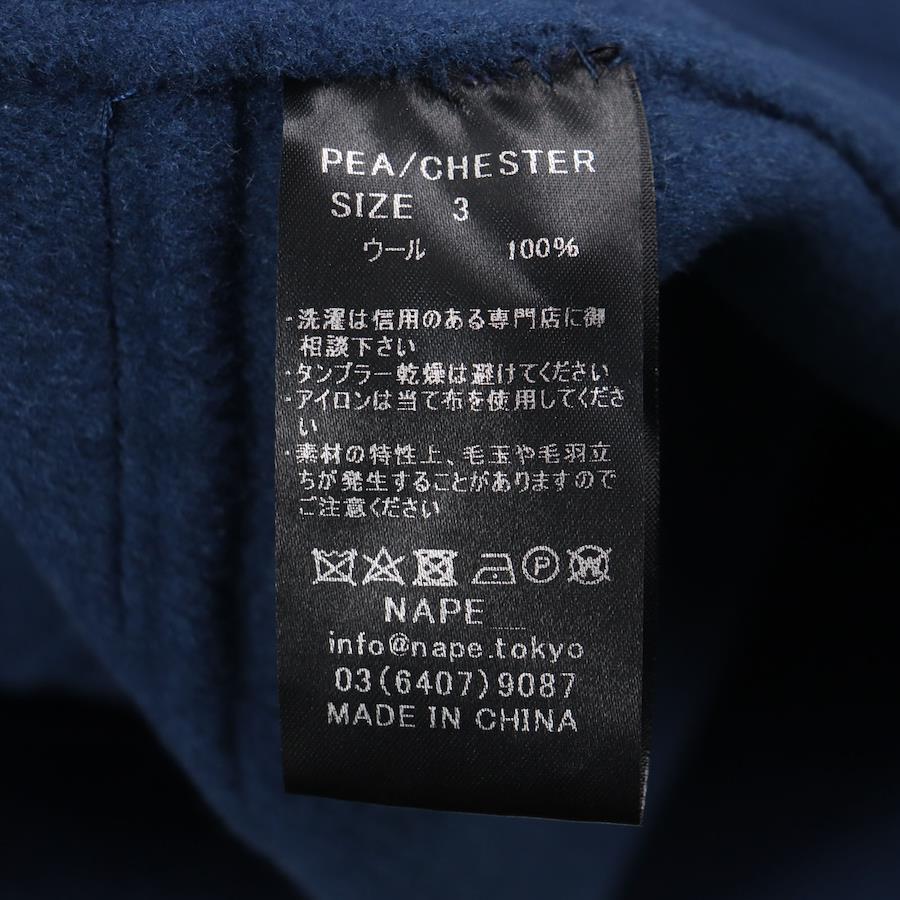 PEA/CHESTER
SIZE 3
ウール 100%
・洗濯は信用のある専門店に御
相談下さい
・タンブラー乾燥は避けてください
・アイロンは当て布を使用してくださ
い
・素材の特性上、毛玉や毛羽立
ちが発生することがありますので
ご注意ください
P W
NAPE__
info@nape.tokyo
03(6407)9087
MADE IN CHINA